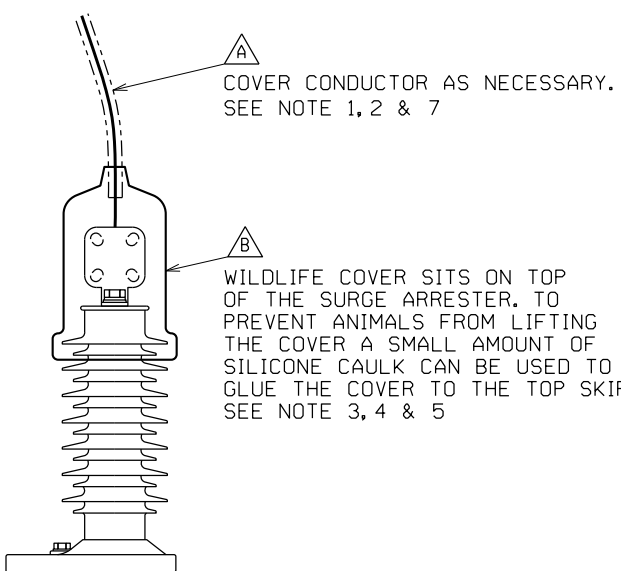 A
COVER CONDUCTOR AS NECESSARY.
SEE NOTE 1, 2 & 7
B
WILDLIFE COVER SITS ON TOP
OF THE SURGE ARRESTER. TO
PREVENT ANIMALS FROM LIFTING
THE COVER A SMALL AMOUNT OF
SILICONE CAULK CAN BE USED TO
GLUE THE COVER TO THE TOP
SEE NOTE 3, 4 & 5